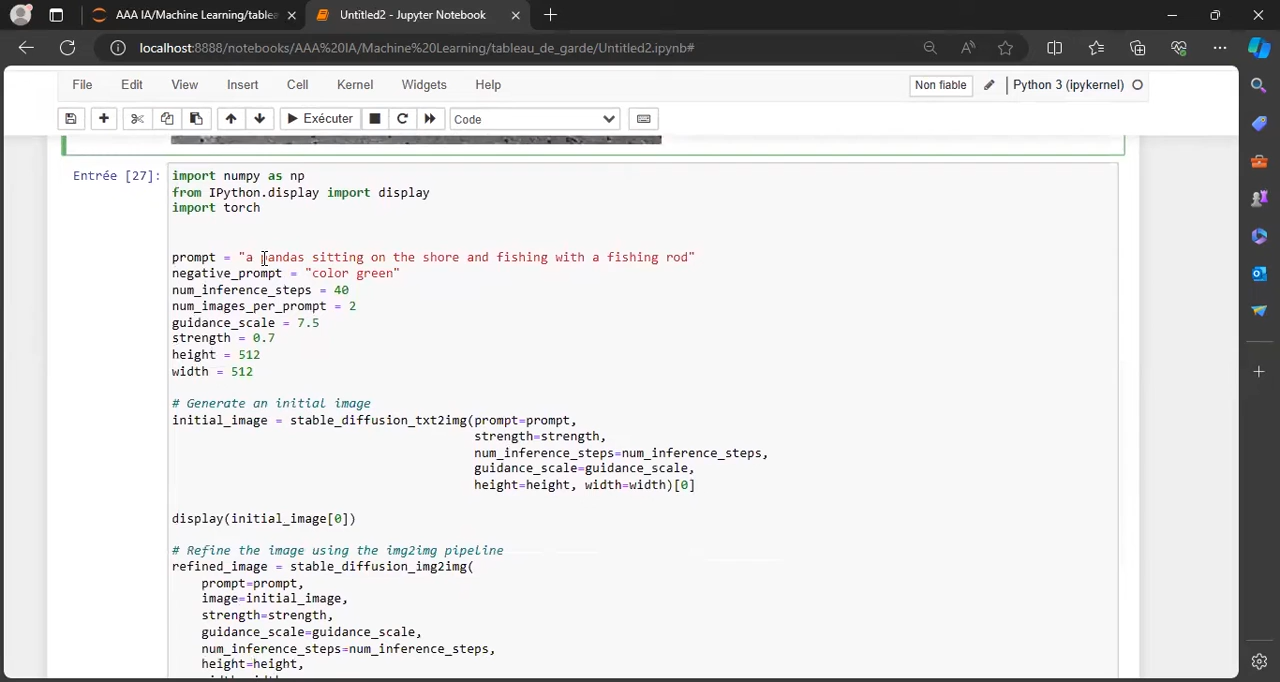 AAA IA/Machine Learning/table
Untitled2 - Jupyter Notebook
localhost:8888/notebooks/AAA%20IA/Machine%20Learning/tableau_de_garde/Untitled2.ipynb#
File Edit View Insert Cell Kernel Widgets Help Non fiable Python 3 (ipykernel)
Exécuter Code
Entrée [27]: import numpy as np
from IPython.display import display
import torch
prompt = "a pandas sitting on the shore and fishing with a fishing rod"
negative_prompt = "color green"
num_inference_steps = 40
num_images_per_prompt = 2
guidance_scale = 7.5
strength = 0.7
height = 512
width = 512
# Generate an initial image
initial_image = stable_diffusion_txt2img(prompt=prompt,
strength=strength,
num_inference_steps=num_inference_steps,
guidance_scale=guidance_scale,
height=height, width=width)[0]
display(initial_image[0])
# Refine the image using the img2img pipeline
refined_image = stable_diffusion_img2img(
prompt=prompt,
image=initial_image,
strength=strength,
guidance_scale=guidance_scale,
num_inference_steps=num_inference_steps,
height=height,